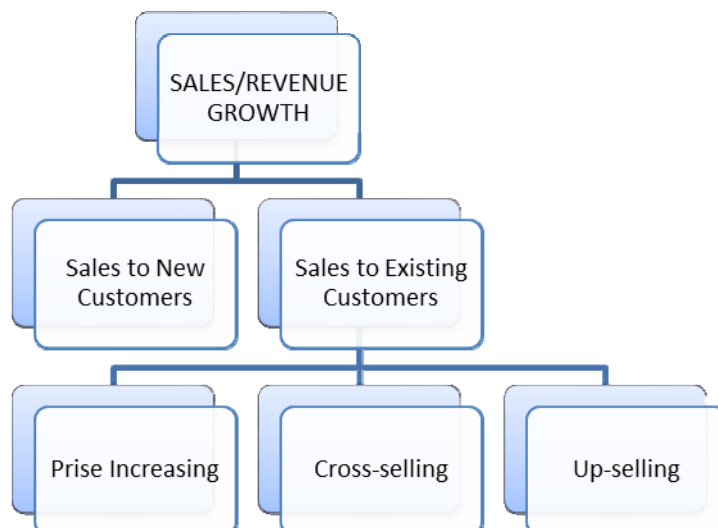 SALES/REVENUE
GROWTH
Sales to New
Customers
Sales to Existing
Customers
Prise Increasing
Cross-selling
Up-selling